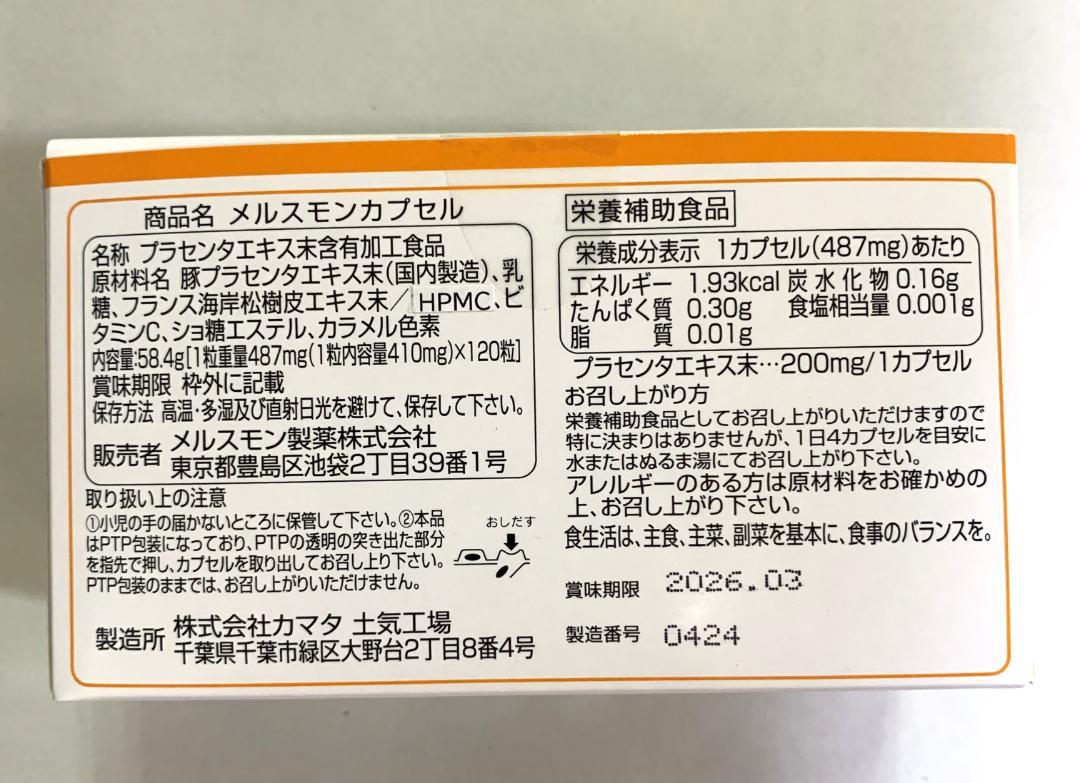 商品名 メルスモンカプセル
名称 プラセンタエキス末含有加工食品
原材料名 豚プラセンタエキス末(国内製造)、乳
糖、フランス海岸松樹皮エキス末/HPMC、ビ
タミンC、ショ糖エステル、カラメル色素
内容量:58.4g[1粒重量487mg(1粒内容量410mg)×120粒]
賞味期限 枠外に記載
保存方法 高温・多湿及び直射日光を避けて、保存して下さい。
販売者 メルスモン製薬株式会社
東京都豊島区池袋2丁目39番1号
取り扱い上の注意
①小児の手の届かないところに保管して下さい。②本品
はPTP包装になっており、PTPの透明の突き出た部分
を指先で押し、カプセルを取り出してお召し上り下さい。
PTP包装のままでは、お召し上がりいただけません。
おしだす
製造所 株式会社カマタ 土気工場
千葉県千葉市緑区大野台2丁目8番4号
栄養補助食品
栄養成分表示 1カプセル(487mg)あたり
エネルギー 1.93kcal 炭水化物 0.16g
たんぱく質 0.30g 食塩相当量 0.001g
脂質 0.01g
プラセンタエキス末…200mg/1カプセル
お召し上がり方
栄養補助食品としてお召し上がりいただけますので
特に決まりはありませんが、1日4カプセルを目安に
水またはぬるま湯にてお召し上がり下さい。
アレルギーのある方は原材料をお確かめの
上、お召し上がり下さい。
食生活は、主食、主菜、副菜を基本に、食事のバランスを。
賞味期限 2026.03
製造番号 0424